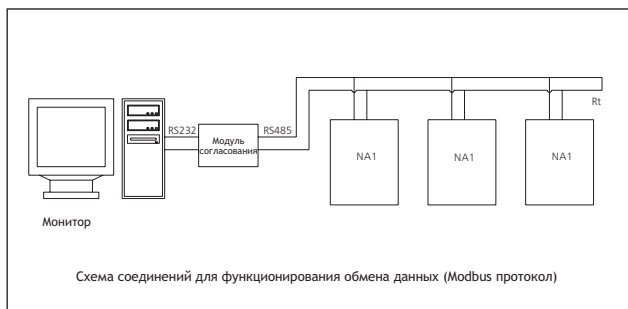 RS232
Модуль
согласования
RS485
Rt
NA1
NA1
NA1
Монитор
Схема соединений для функционирования обмена данных (Modbus протокол)